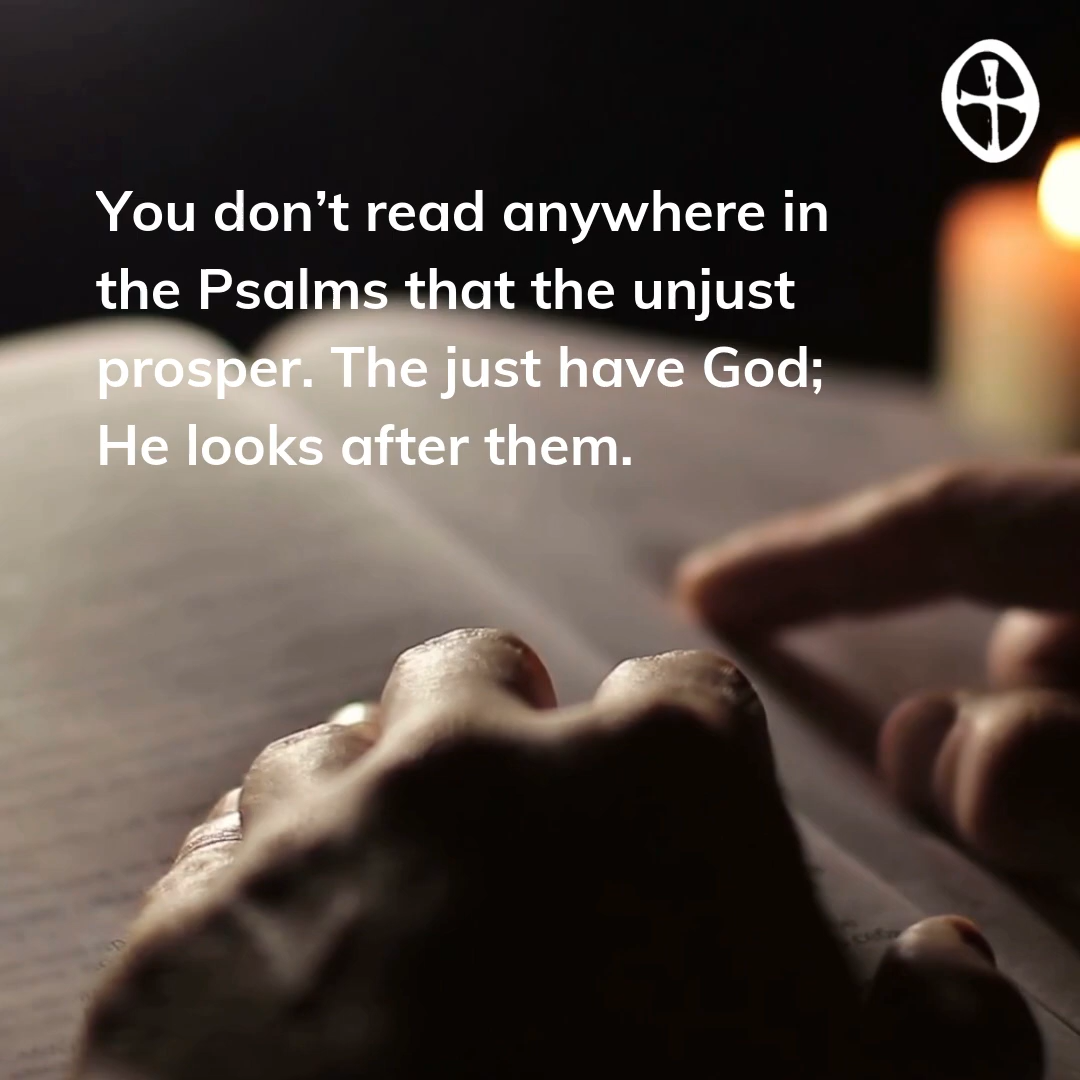 You don’t read anywhere in
the Psalms that the unjust
prosper. The just have God;
He looks after them.